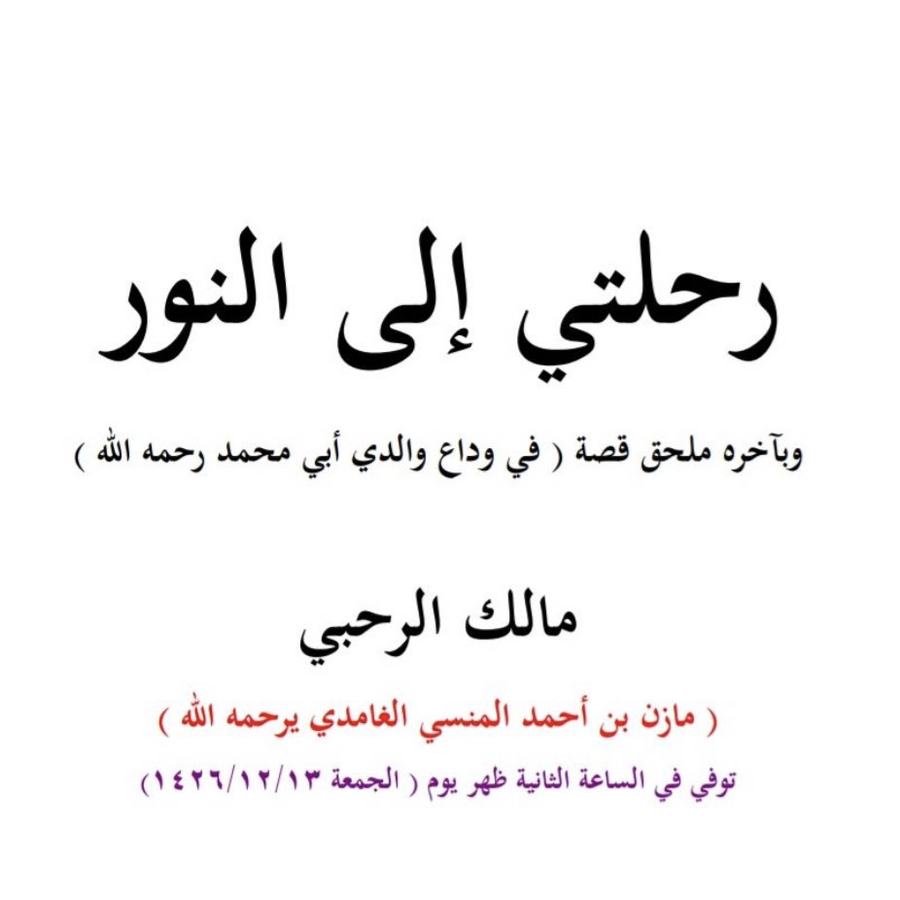 رحلتي إلى النور
وبآخره ملحق قصة ( في وداع والدي أبي محمد رحمه الله )
مالك الرحبي
( مازن بن أحمد المنسي الغامدي يرحمه الله )
توفي في الساعة الثانية ظهر يوم ( الجمعة ١٤٢٦/١٢/١٣)